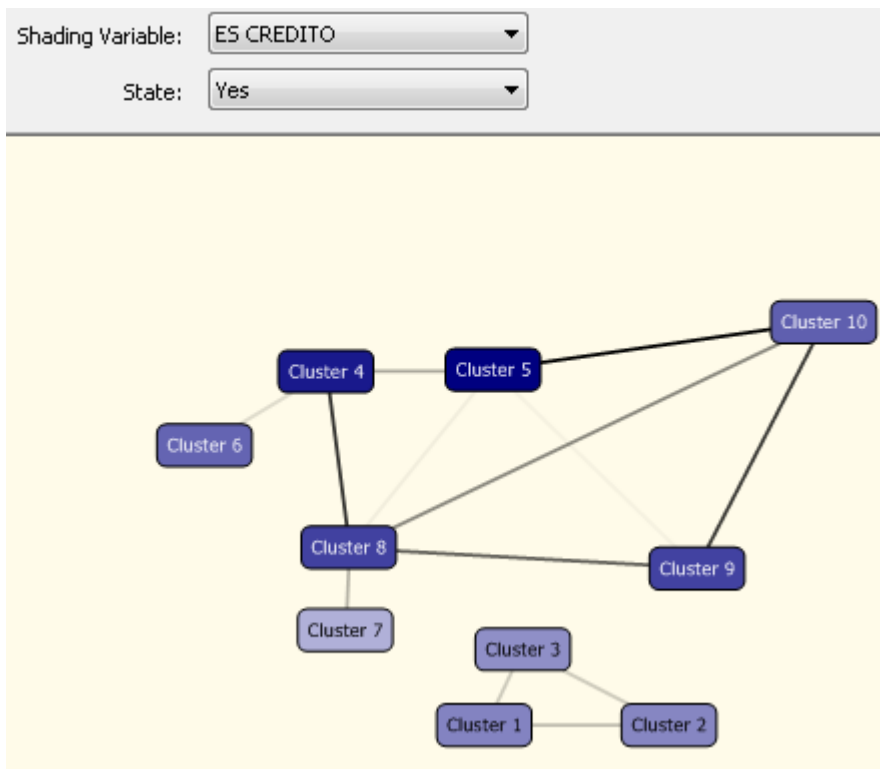 Shading Variable: ES CREDITO
State: Yes
Cluster 10
Cluster 4
Cluster 5
Cluster 6
Cluster 8
Cluster 9
Cluster 7
Cluster 3
Cluster 1
Cluster 2